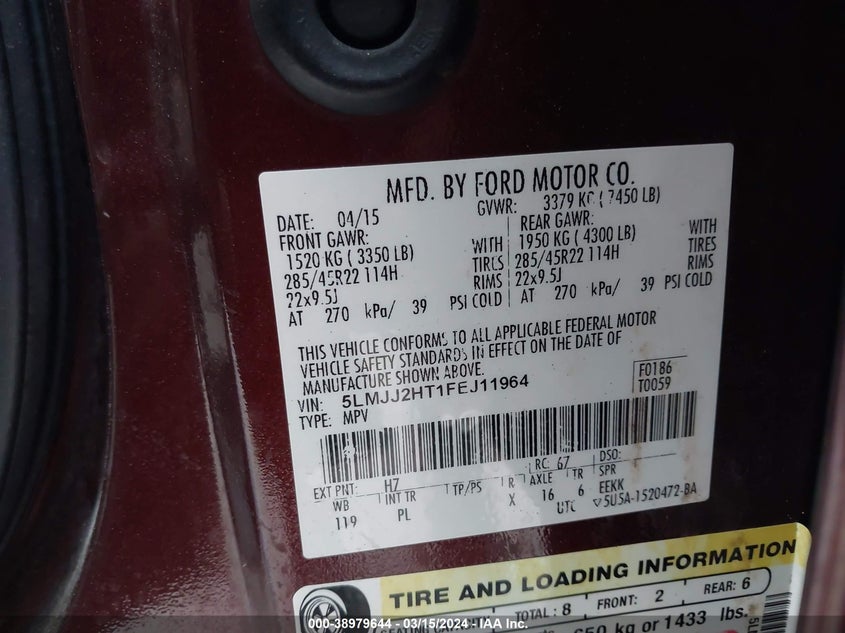 MFD. BY FORD MOTOR CO.
DATE: 04/15 GVWR: 3379 KG ( 7450 LB)
FRONT GAWR: REAR GAWR:
1520 KG ( 3350 LB) WITH 1950 KG ( 4300 LB) WITH
285/45R22 114H TIRES 285/45R22 114H TIRES
22x9.5J RIMS 22x9.5J RIMS
AT 270 kPa/ 39 PSI COLD AT 270 kPa/ 39 PSI COLD
THIS VEHICLE CONFORMS TO ALL APPLICABLE FEDERAL MOTOR
VEHICLE SAFETY STANDARDS IN EFFECT ON THE DATE OF
MANUFACTURE SHOWN ABOVE.
VIN: 5LMJJ2HT1FEJ11964 F0186
TYPE: MPV T0059
EXT PNT: H7 RC: 67 DSO:
WB INT TR TP/PS R AXLE TR SPR
119 PL X 16 6 EEKK
UTC ▽5U5A-1520472-BA
TIRE AND LOADING INFORMATION
TOTAL: 8 FRONT: 2 REAR: 6
650 kg or 1433 lbs.
000-38979644 - 03/15/2024 - IAA Inc.